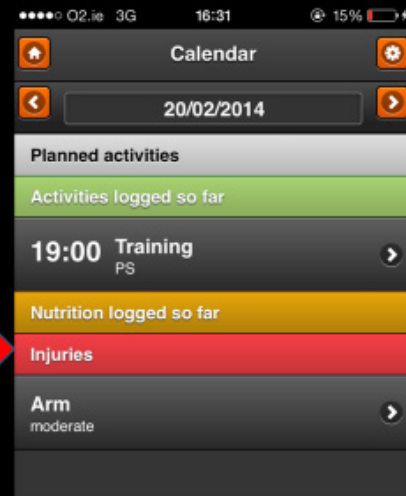 O2.ie 3G 16:31 15%
Calendar
20/02/2014
Planned activities
Activities logged so far
19:00 Training
PS
Nutrition logged so far
Injuries
Arm
moderate